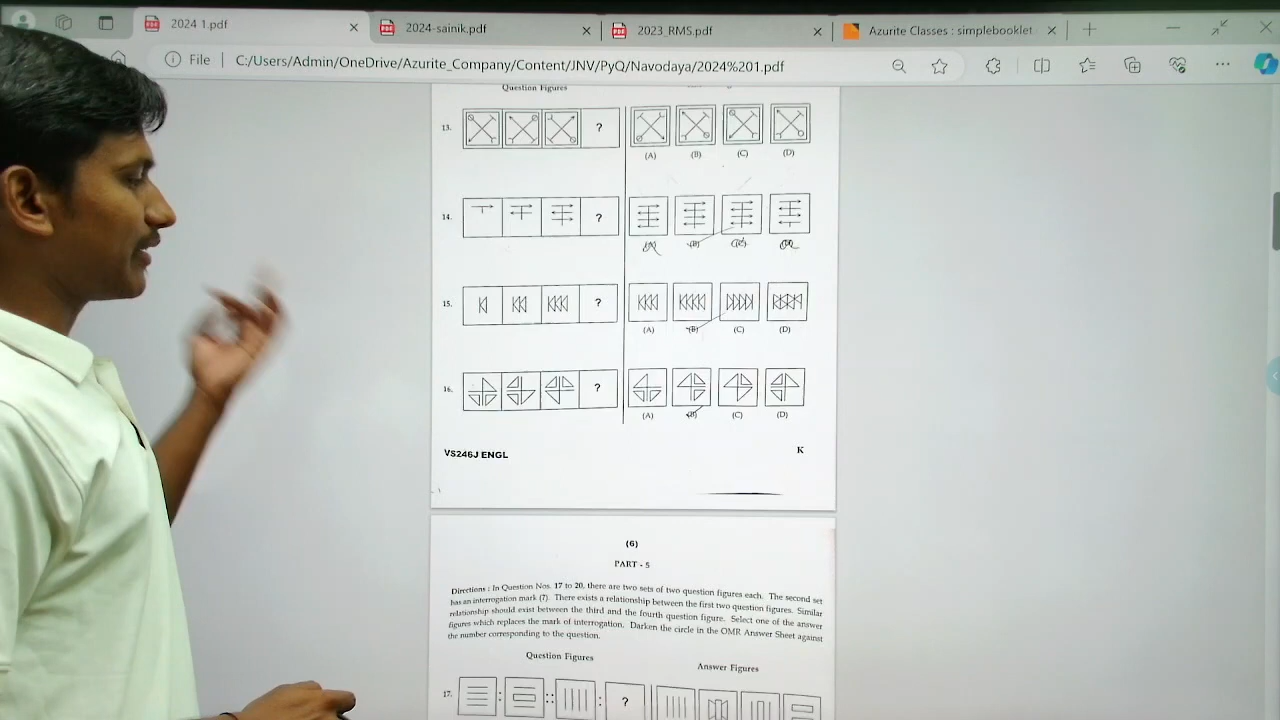 2024 1.pdf
2024-sainik.pdf
2023_RMS.pdf
Azurite Classes : simplebooklet
File
C:/Users/Admin/OneDrive/Azurite_Company/Content/JNV/PyQ/Navodaya/2024%201.pdf
Question Figures
13.
?
(A) (B) (C) (D)
14.
?
15.
?
(A) (B) (C) (D)
16.
?
(A) (B) (C) (D)
VS246J ENGL
K
(6)
PART - 5
Directions : In Question Nos. 17 to 20, there are two sets of two question figures each. The second set
has an interrogation mark (?). There exists a relationship between the first two question figures. Similar
relationship should exist between the third and the fourth question figure. Select one of the answer
figures which replaces the mark of interrogation. Darken the circle in the OMR Answer Sheet against
the number corresponding to the question.
Question Figures
Answer Figures
17.
: :: : ?